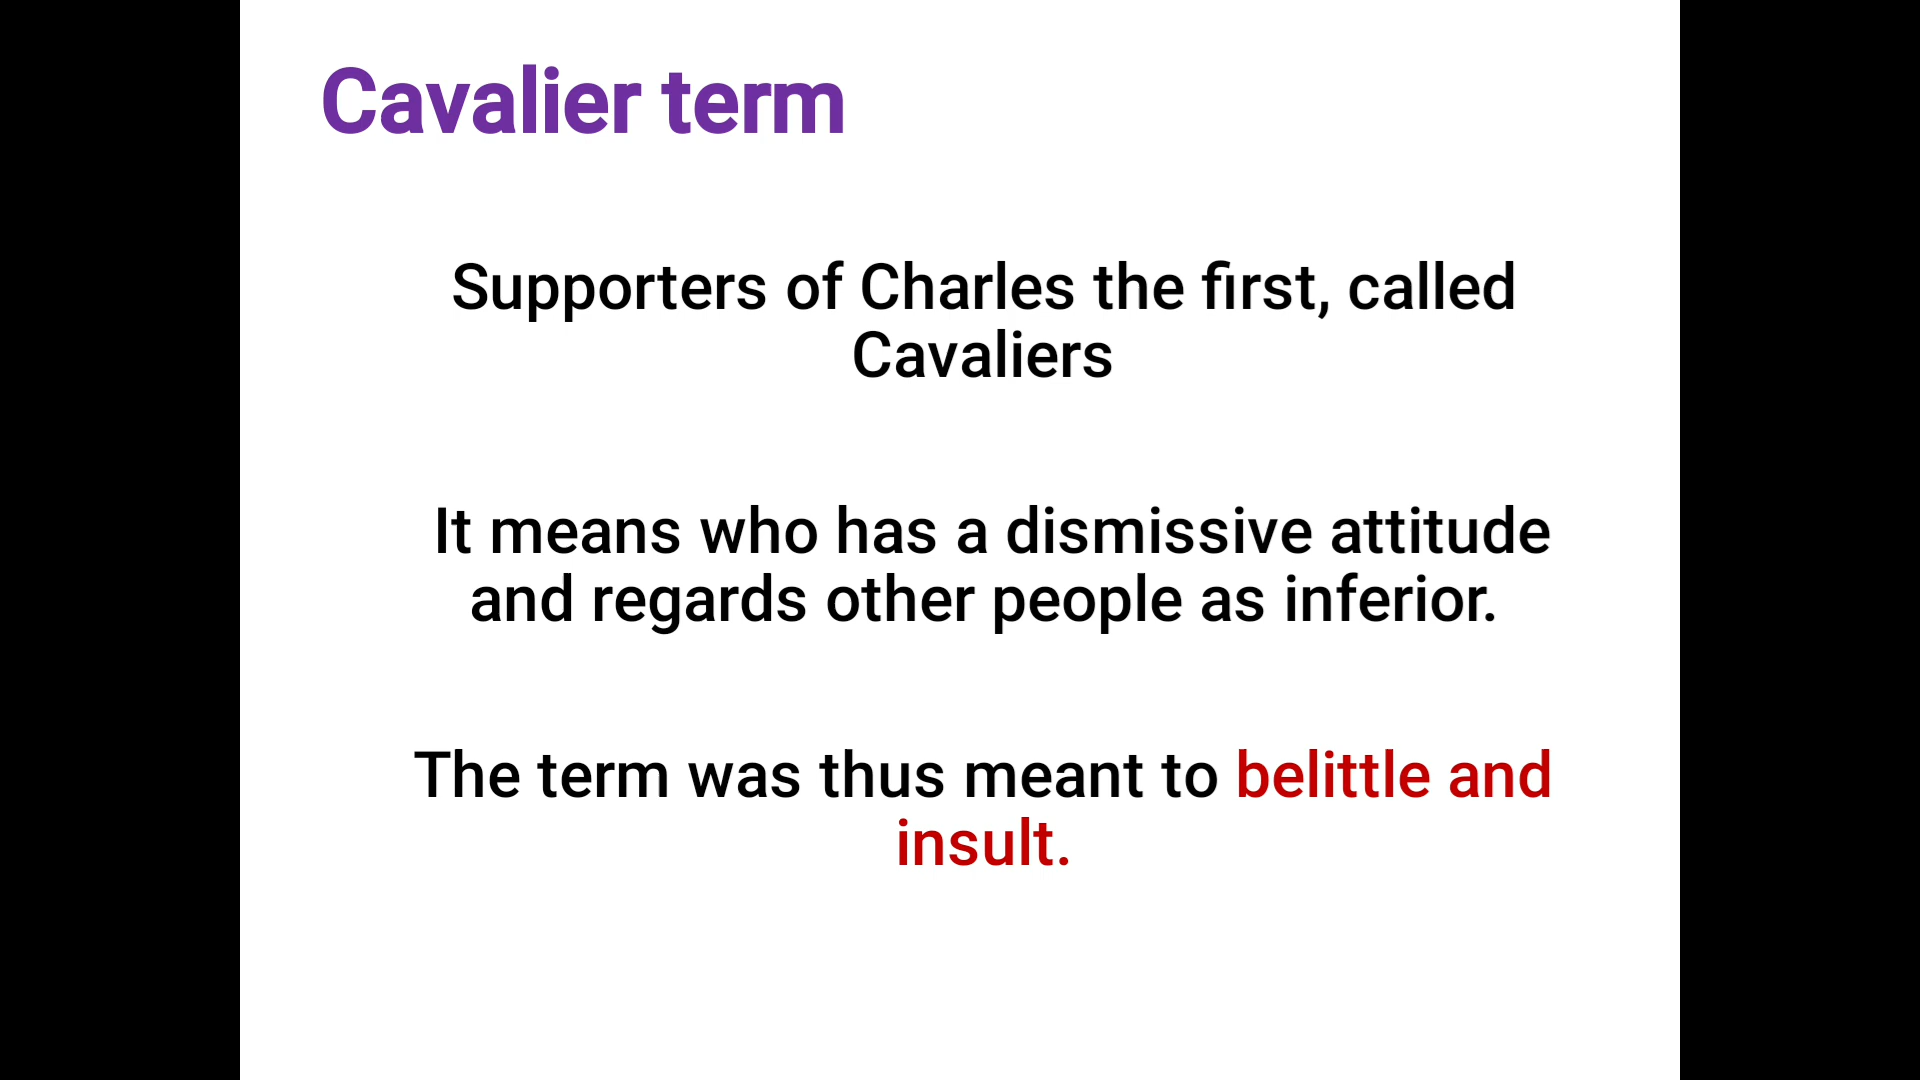 Cavalier term
Supporters of Charles the first, called
Cavaliers
It means who has a dismissive attitude
and regards other people as inferior.
The term was thus meant to belittle and
insult.